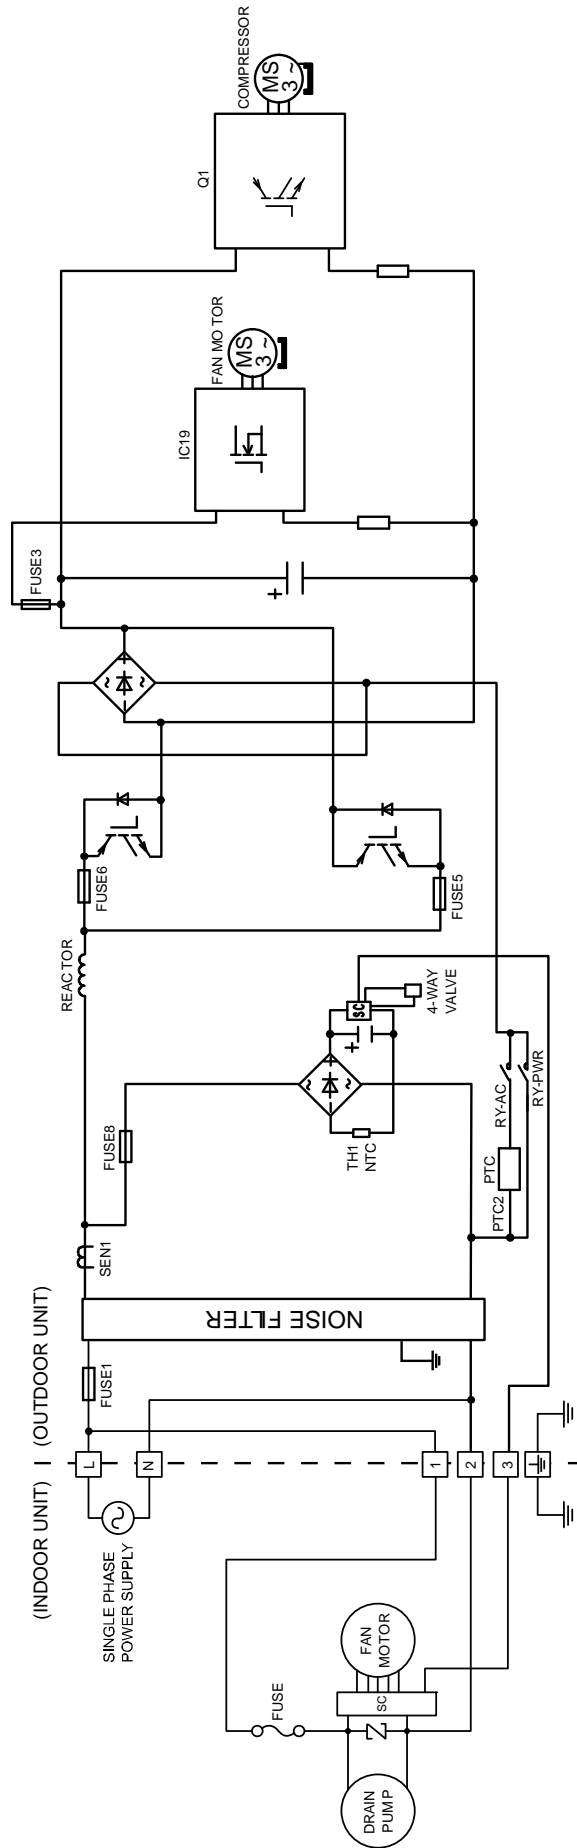 (INDOOR UNIT)
(OUTDOOR UNIT)
SINGLE PHASE
POWER SUPPLY
L
N
FUSE1
NOISE FILTER
SEN1
REACTOR
FUSE8
FUSE6
FUSE5
FUSE3
TH1
NTC
+
SC
4-WAY
VALVE
PTC2
PTC
RY-AC
RY-PWR
+
IC19
FAN MOTOR
MS
3 ~
Q1
COMPRESSOR
MS
3 ~
1
2
3
FUSE
SC
FAN
MOTOR
DRAIN
PUMP